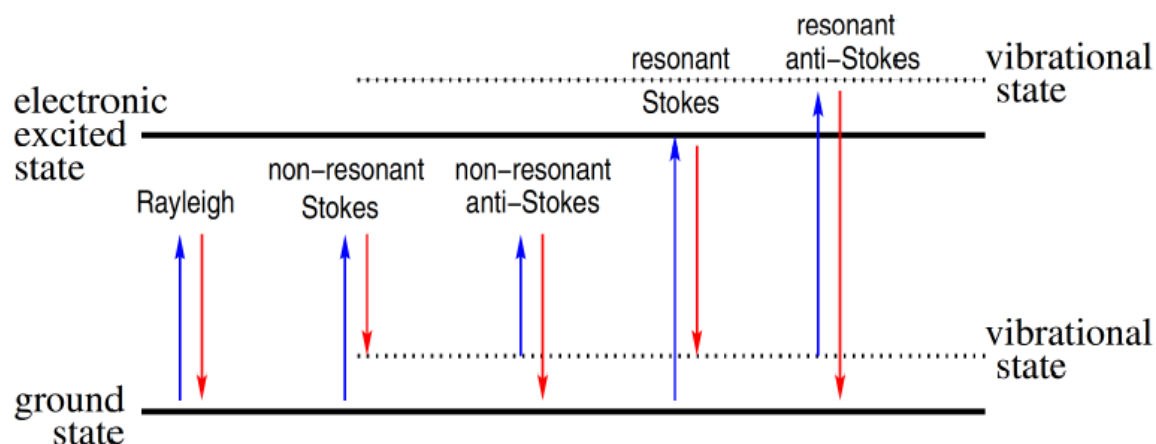 resonant
resonant anti−Stokes
vibrational
state
Stokes
electronic
excited
state
non−resonant
Stokes
non−resonant
anti−Stokes
Rayleigh
vibrational
state
ground
state